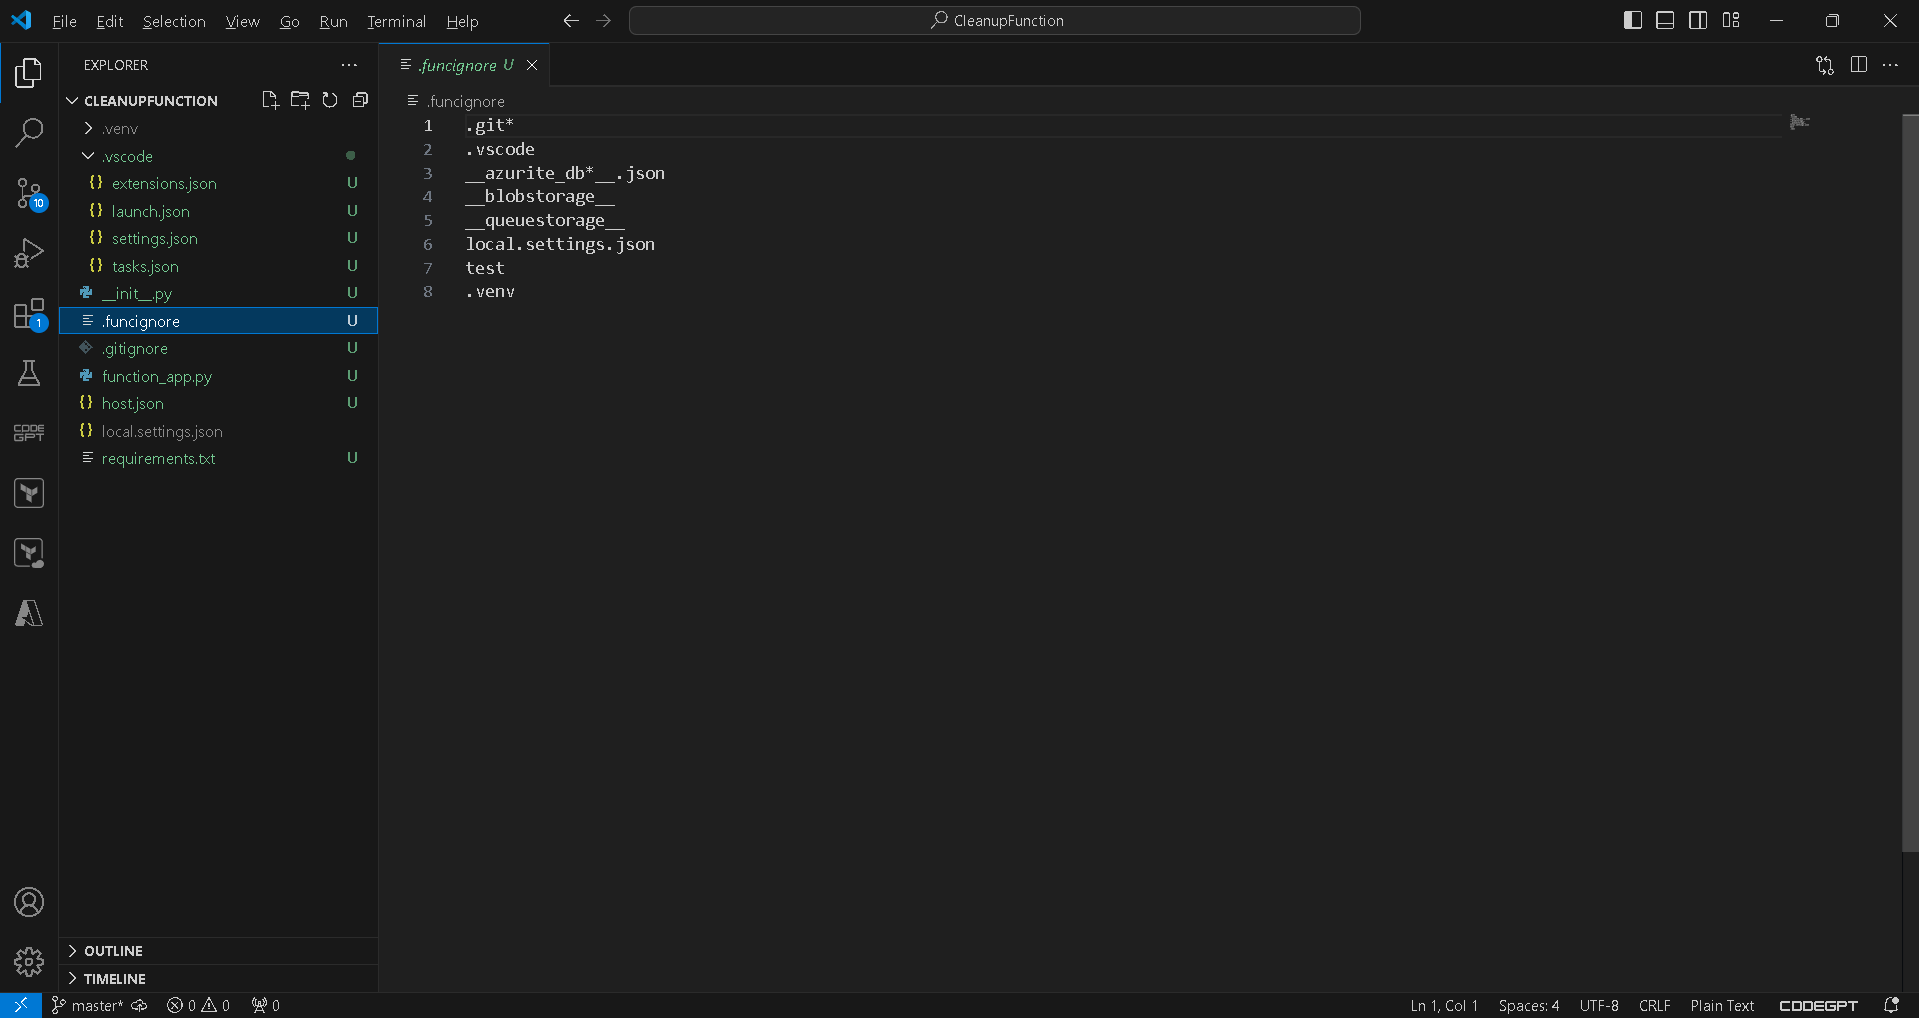 File Edit Selection View Go Run Terminal Help
CleanupFunction
EXPLORER
CLEANUPFUNCTION
.venv
.vscode
extensions.json U
launch.json U
settings.json U
tasks.json U
__init__.py U
.funcignore U
.gitignore U
function_app.py U
host.json U
local.settings.json
requirements.txt U
OUTLINE
TIMELINE
10
1
CODE
GPT
.funcignore U
.funcignore
1 .git*
2 .vscode
3 __azurite_db*__.json
4 __blobstorage__
5 __queuestorage__
6 local.settings.json
7 test
8 .venv
master* 0 0 0
Ln 1, Col 1 Spaces: 4 UTF-8 CRLF Plain Text CODEGPT